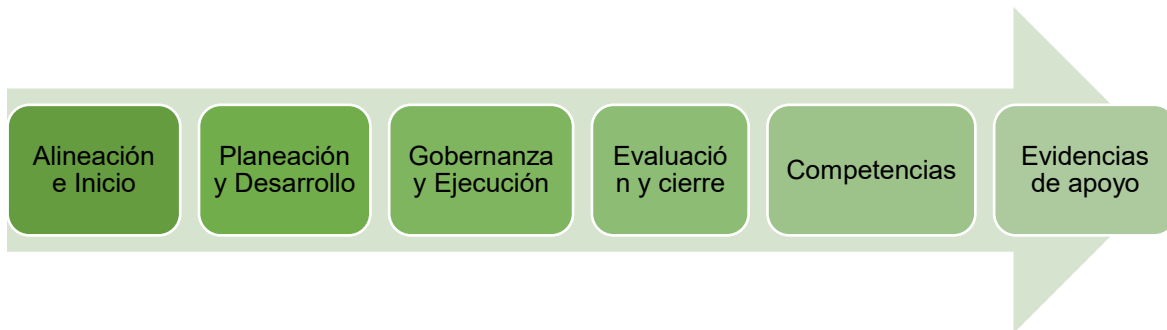 Alineación
e Inicio
Planeación
y Desarrollo
Gobernanza
y Ejecución
Evaluació
n y cierre
Competencias
Evidencias
de apoyo